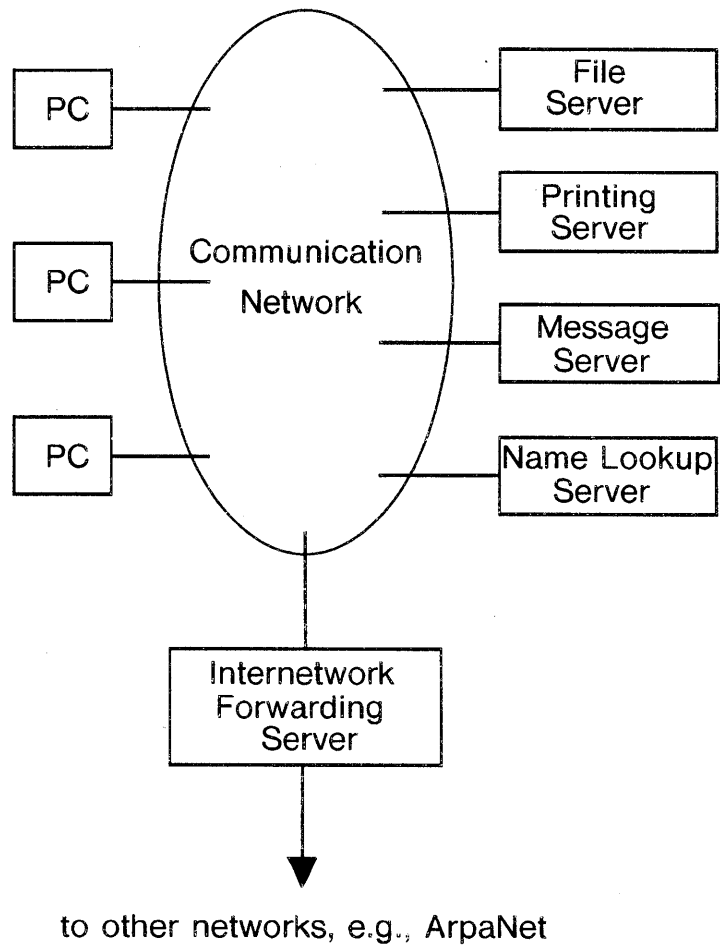 PC
PC
PC
Communication
Network
File
Server
Printing
Server
Message
Server
Name Lookup
Server
Internetwork
Forwarding
Server
to other networks, e.g., ArpaNet